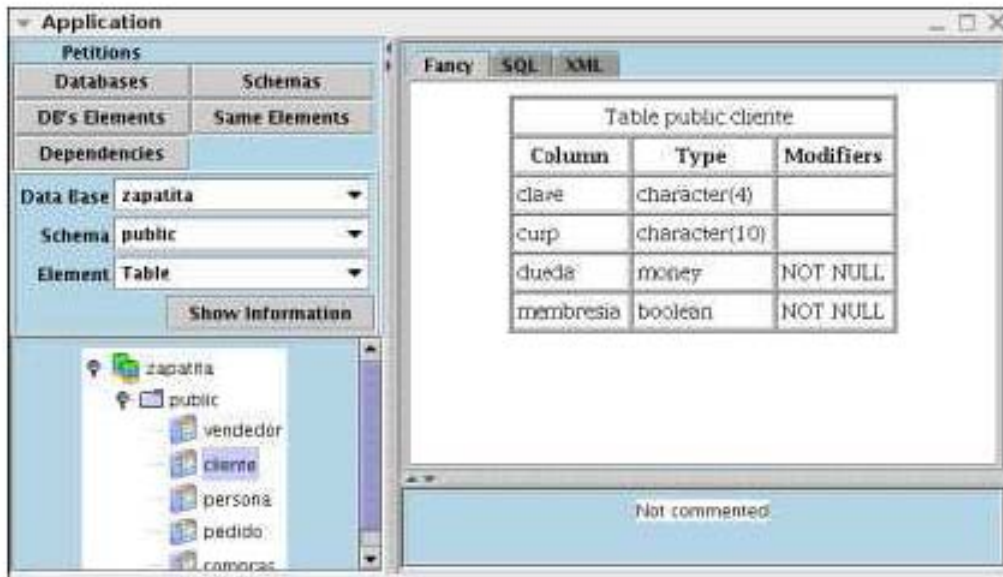 Application
Petitions
Databases
Schemas
DB's Elements
Same Elements
Dependencies
Data Base zapatita
Schema public
Element Table
Show Information
zapatita
public
vendedor
cliente
persona
pedido
compras
Fancy SQL XML
Table public cliente
Column Type Modifiers
clave character(4)
curp character(10)
dueda money NOT NULL
membresia boolean NOT NULL
Not commented